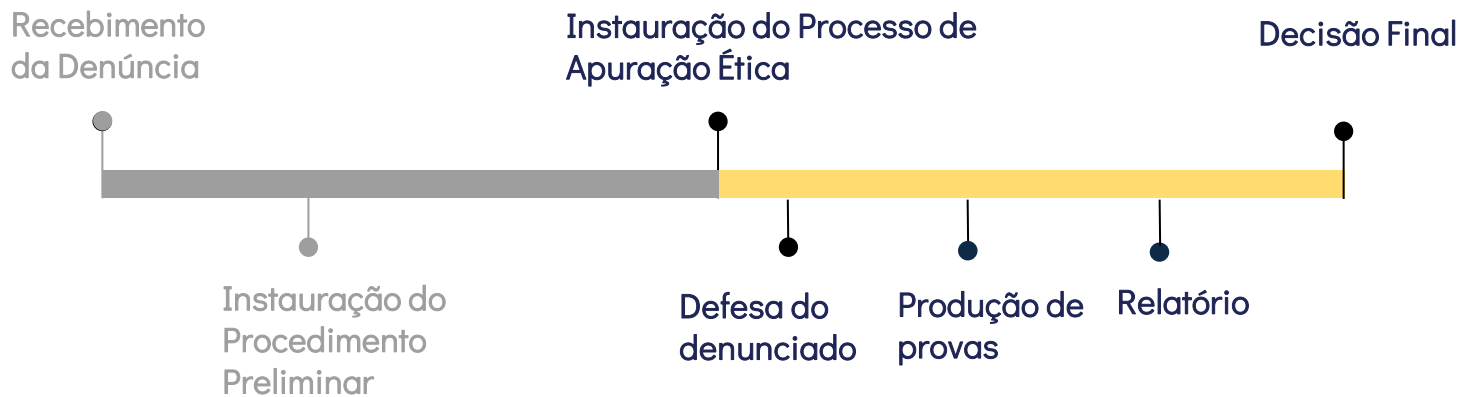 Recebimento
da Denúncia
Instauração do Processo de
Apuração Ética
Decisão Final
Instauração do
Procedimento
Preliminar
Defesa do
denunciado
Produção de
provas
Relatório